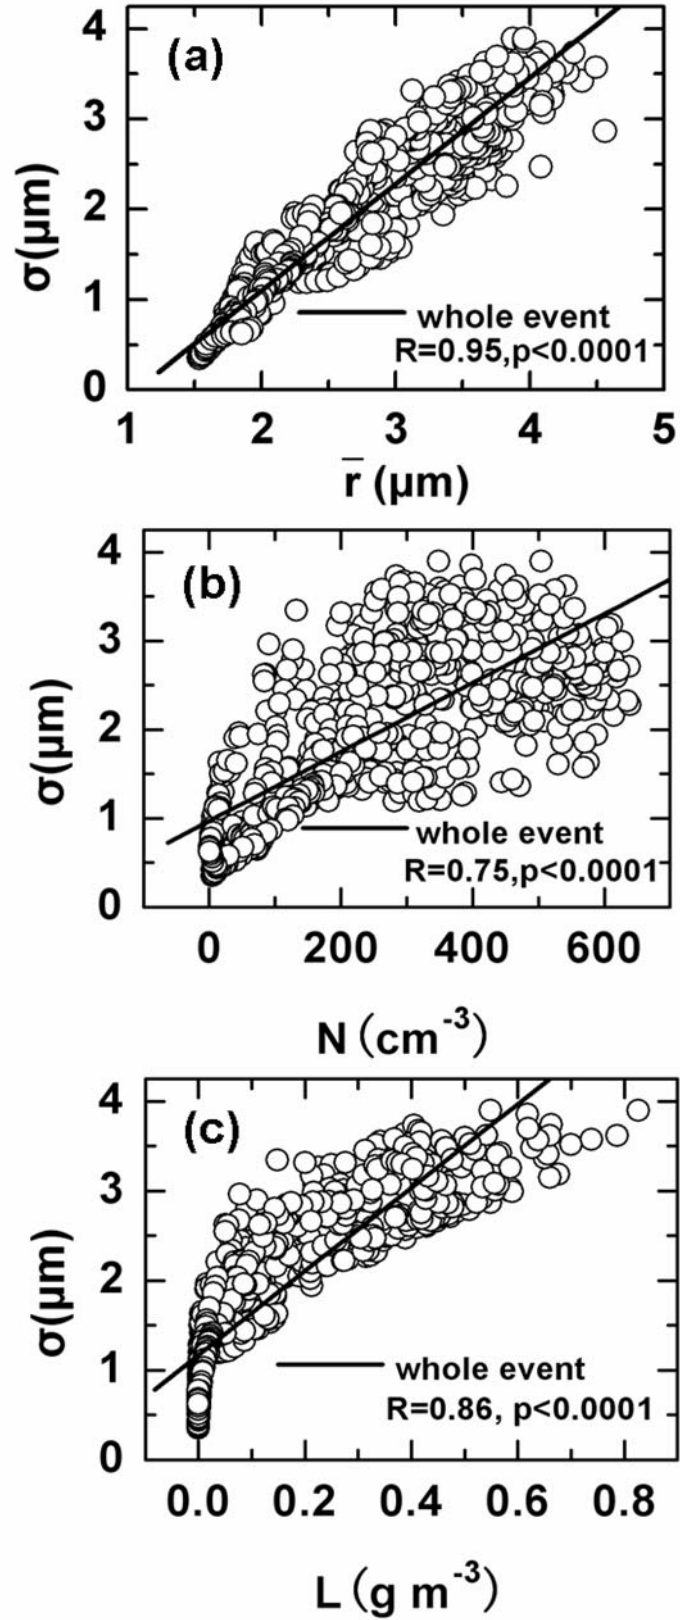 4
(a)
3
σ(μm)
2
1
whole event
R=0.95,p<0.0001
0
1 2 3 4 5
r̅ (μm)
4
(b)
3
σ(μm)
2
1
whole event
R=0.75,p<0.0001
0
0 200 400 600
N (cm⁻³)
4
(c)
3
σ(μm)
2
1
whole event
R=0.86, p<0.0001
0
0.0 0.2 0.4 0.6 0.8
L (g m⁻³)